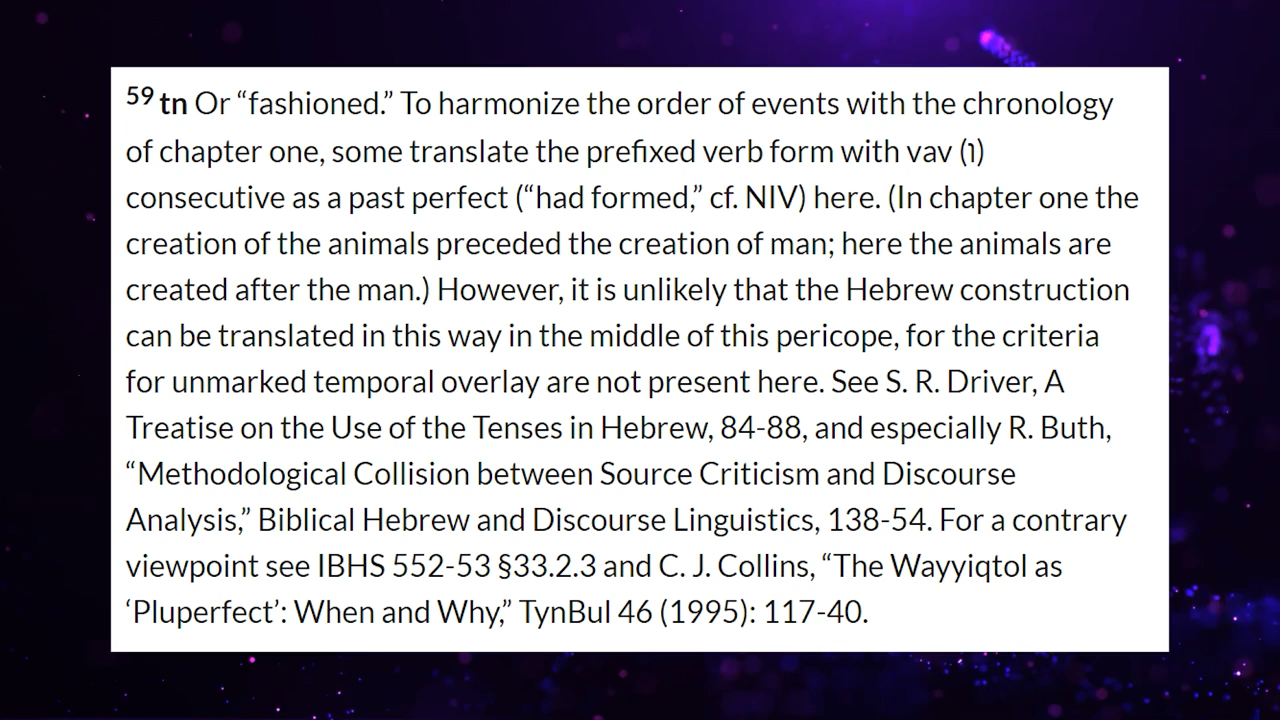 59 tn Or “fashioned.” To harmonize the order of events with the chronology
of chapter one, some translate the prefixed verb form with vav (ו)
consecutive as a past perfect (“had formed,” cf. NIV) here. (In chapter one the
creation of the animals preceded the creation of man; here the animals are
created after the man.) However, it is unlikely that the Hebrew construction
can be translated in this way in the middle of this pericope, for the criteria
for unmarked temporal overlay are not present here. See S. R. Driver, A
Treatise on the Use of the Tenses in Hebrew, 84-88, and especially R. Buth,
“Methodological Collision between Source Criticism and Discourse
Analysis,” Biblical Hebrew and Discourse Linguistics, 138-54. For a contrary
viewpoint see IBHS 552-53 §33.2.3 and C. J. Collins, “The Wayyiqtol as
‘Pluperfect’: When and Why,” TynBul 46 (1995): 117-40.